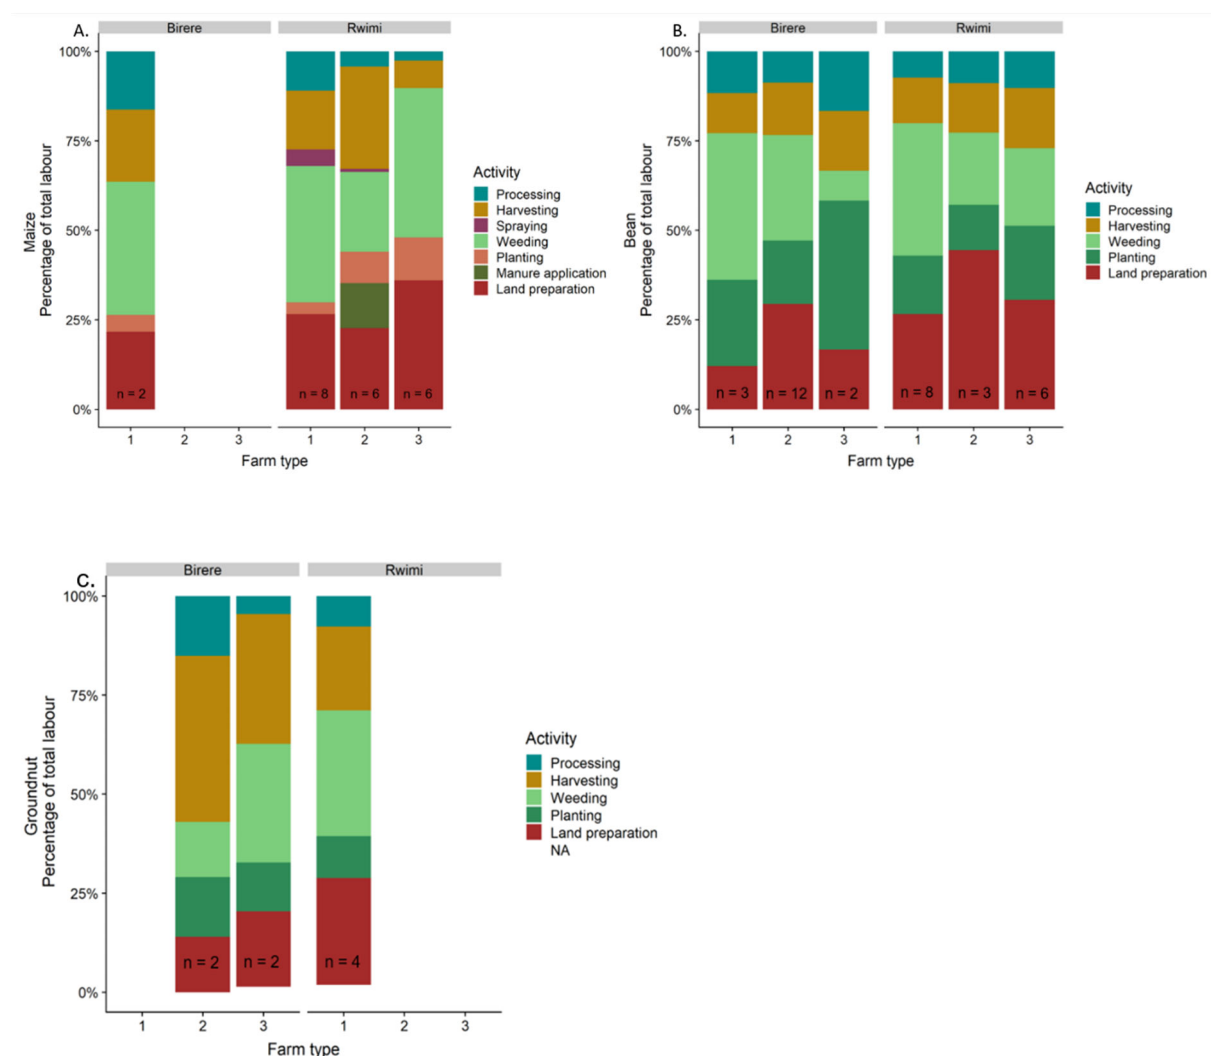 A.
Birere
Rwimi
100%
75%
50%
25%
0%
Maize
Percentage of total labour
n = 2
n = 8
n = 6
n = 6
1
2
3
1
2
3
Farm type
Activity
Processing
Harvesting
Spraying
Weeding
Planting
Manure application
Land preparation
B.
Birere
Rwimi
100%
75%
50%
25%
0%
Bean
Percentage of total labour
n = 3
n = 12
n = 2
n = 8
n = 3
n = 6
1
2
3
1
2
3
Farm type
Activity
Processing
Harvesting
Weeding
Planting
Land preparation
C.
Birere
Rwimi
100%
75%
50%
25%
0%
Groundnut
Percentage of total labour
n = 2
n = 2
n = 4
1
2
3
1
2
3
Farm type
Activity
Processing
Harvesting
Weeding
Planting
Land preparation
NA